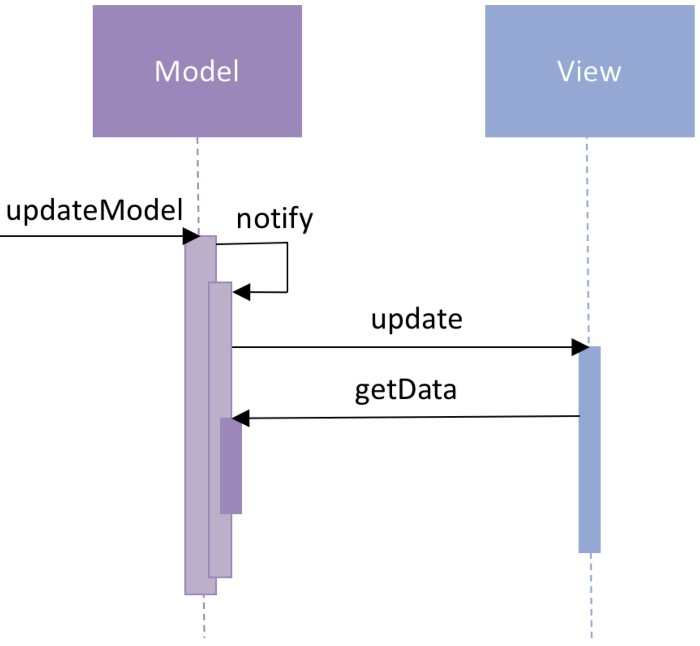 Model
View
updateModel
notify
update
getData